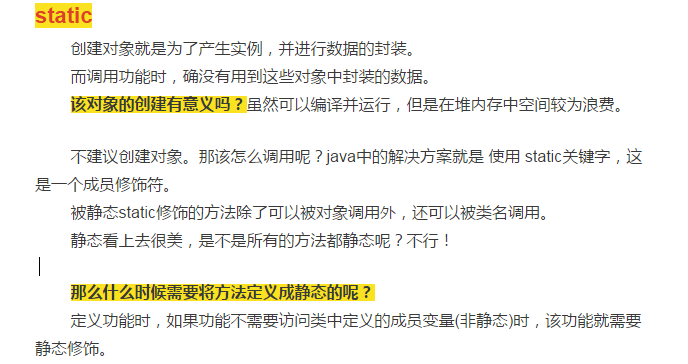 static
创建对象就是为了产生实例，并进行数据的封装。
而调用功能时，确没有用到这些对象中封装的数据。
该对象的创建有意义吗？虽然可以编译并运行，但是在堆内存中空间较为浪费。
不建议创建对象。那该怎么调用呢？java中的解决方案就是 使用 static关键字，这
是一个成员修饰符。
被静态static修饰的方法除了可以被对象调用外，还可以被类名调用。
静态看上去很美，是不是所有的方法都静态呢？不行！
那么什么时候需要将方法定义成静态的呢？
定义功能时，如果功能不需要访问类中定义的成员变量(非静态)时，该功能就需要
静态修饰。